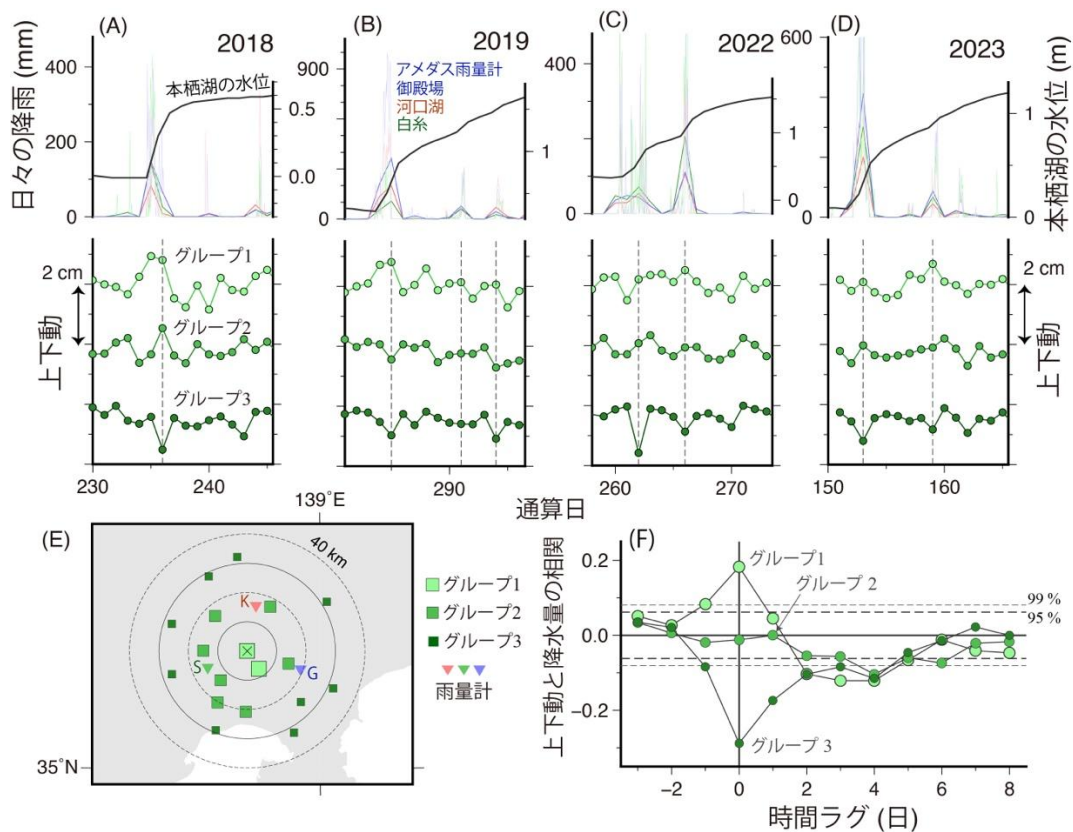 (A)
2018
(B)
2019
(C)
2022
(D)
2023
日々の降雨 (mm)
400
200
0
本栖湖の水位
0.5
0.0
900
600
300
0
アメダス雨量計
御殿場
河口湖
白糸
1
400
200
0
1
0
600
300
0
1
0
本栖湖の水位 (m)
上下動
2 cm
グループ1
グループ2
グループ3
2 cm
上下動
230
240
290
260
270
150
160
通算日
(E)
139°E
35°N
40 km
K
S
G
グループ1
グループ2
グループ3
雨量計
(F)
上下動と降水量の相関
0.2
0.0
−0.2
グループ1
グループ 2
グループ 3
99 %
95 %
−2
0
2
4
6
8
時間ラグ (日)